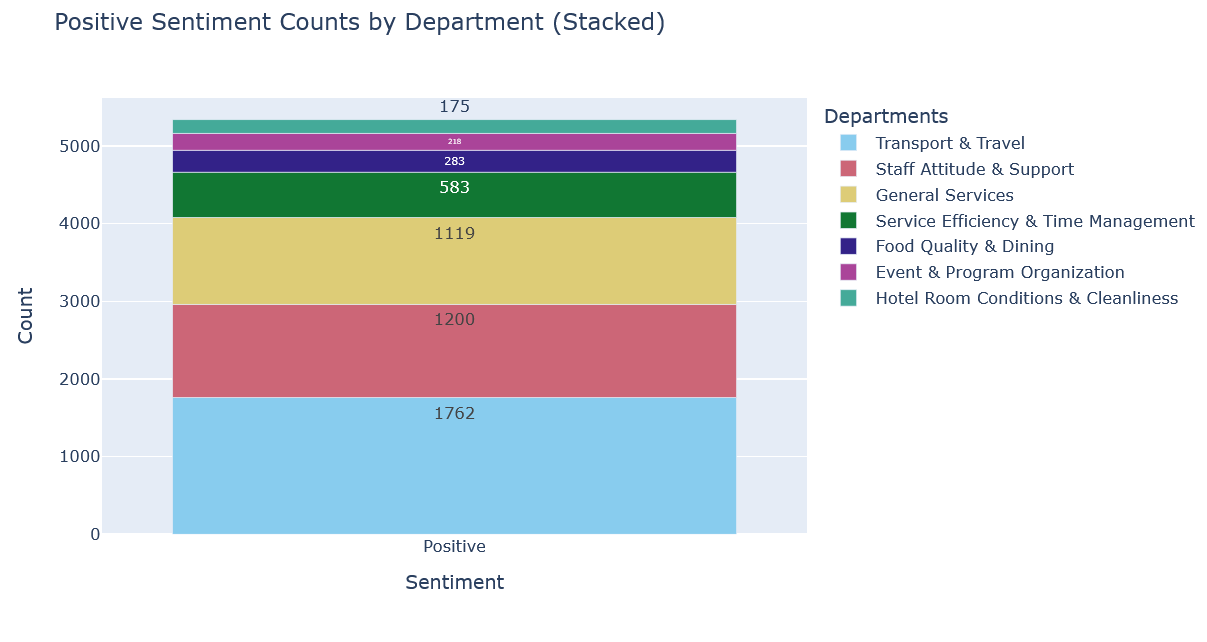 Positive Sentiment Counts by Department (Stacked)
175
218
283
583
1119
1200
1762
5000
4000
3000
2000
1000
0
Count
Positive
Sentiment
Departments
Transport & Travel
Staff Attitude & Support
General Services
Service Efficiency & Time Management
Food Quality & Dining
Event & Program Organization
Hotel Room Conditions & Cleanliness